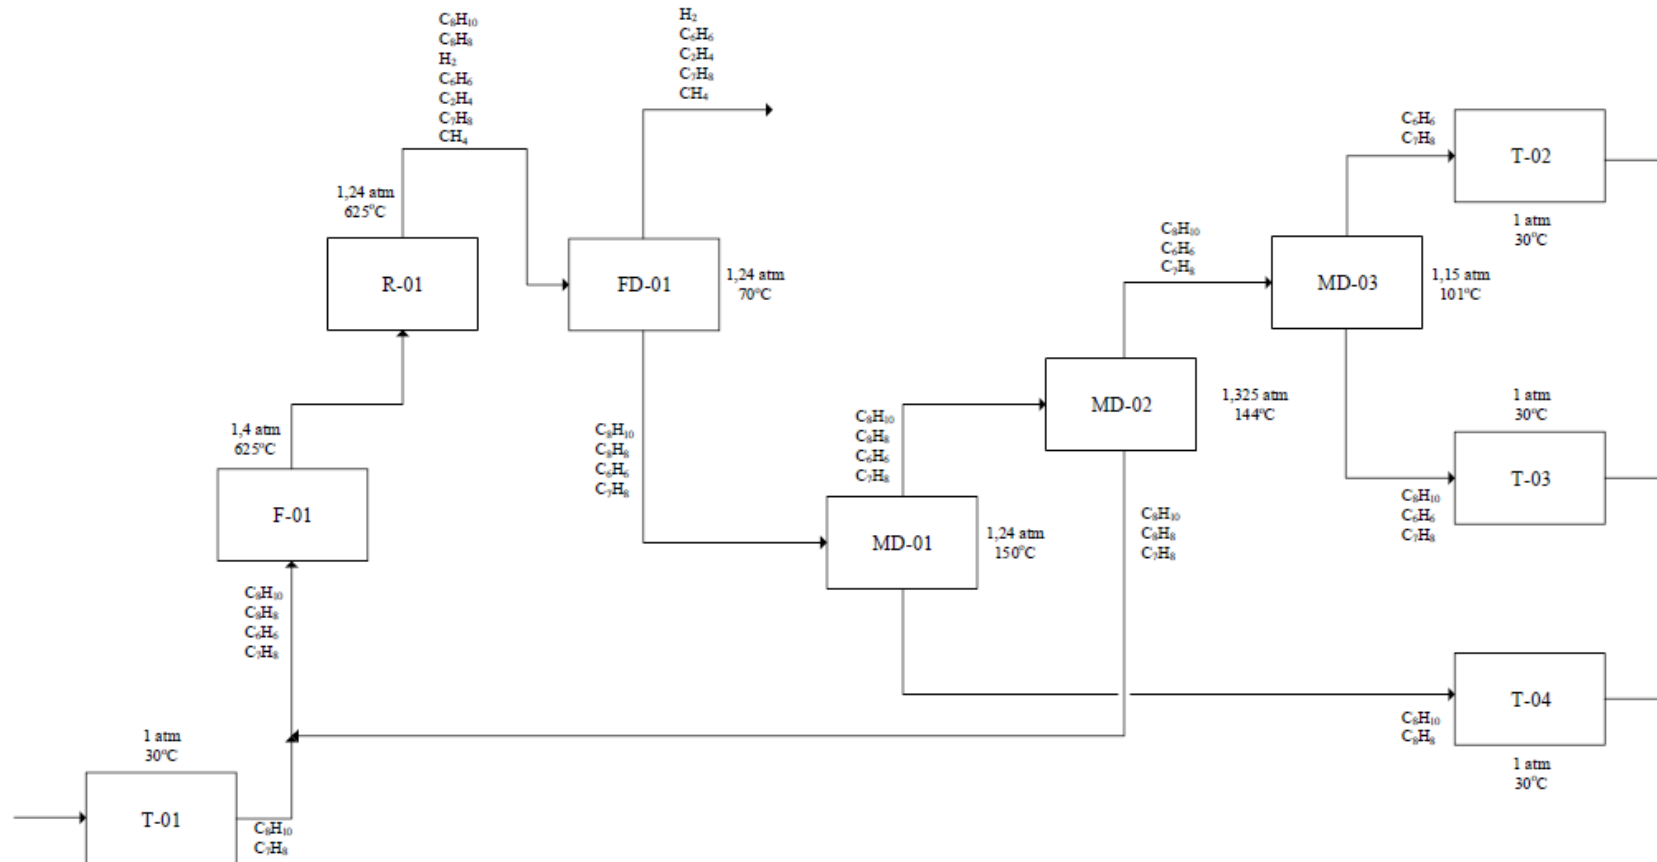 C₈H₁₀
C₈H₈
H₂
C₆H₆
C₂H₄
C₇H₈
CH₄
H₂
C₆H₆
C₂H₄
C₇H₈
CH₄
1,24 atm
625°C
R-01
FD-01
1,24 atm
70°C
C₈H₁₀
C₆H₆
C₇H₈
MD-03
1,15 atm
101°C
C₆H₆
C₇H₈
T-02
1 atm
30°C
1,4 atm
625°C
F-01
C₈H₁₀
C₈H₈
C₆H₆
C₇H₈
C₈H₁₀
C₈H₈
C₆H₆
C₇H₈
MD-02
1,325 atm
144°C
1 atm
30°C
T-03
C₈H₁₀
C₆H₆
C₇H₈
MD-01
1,24 atm
150°C
C₈H₁₀
C₈H₈
C₇H₈
C₈H₁₀
C₈H₈
C₆H₆
C₇H₈
T-04
C₈H₁₀
C₈H₈
1 atm
30°C
1 atm
30°C
T-01
C₈H₁₀
C₇H₈